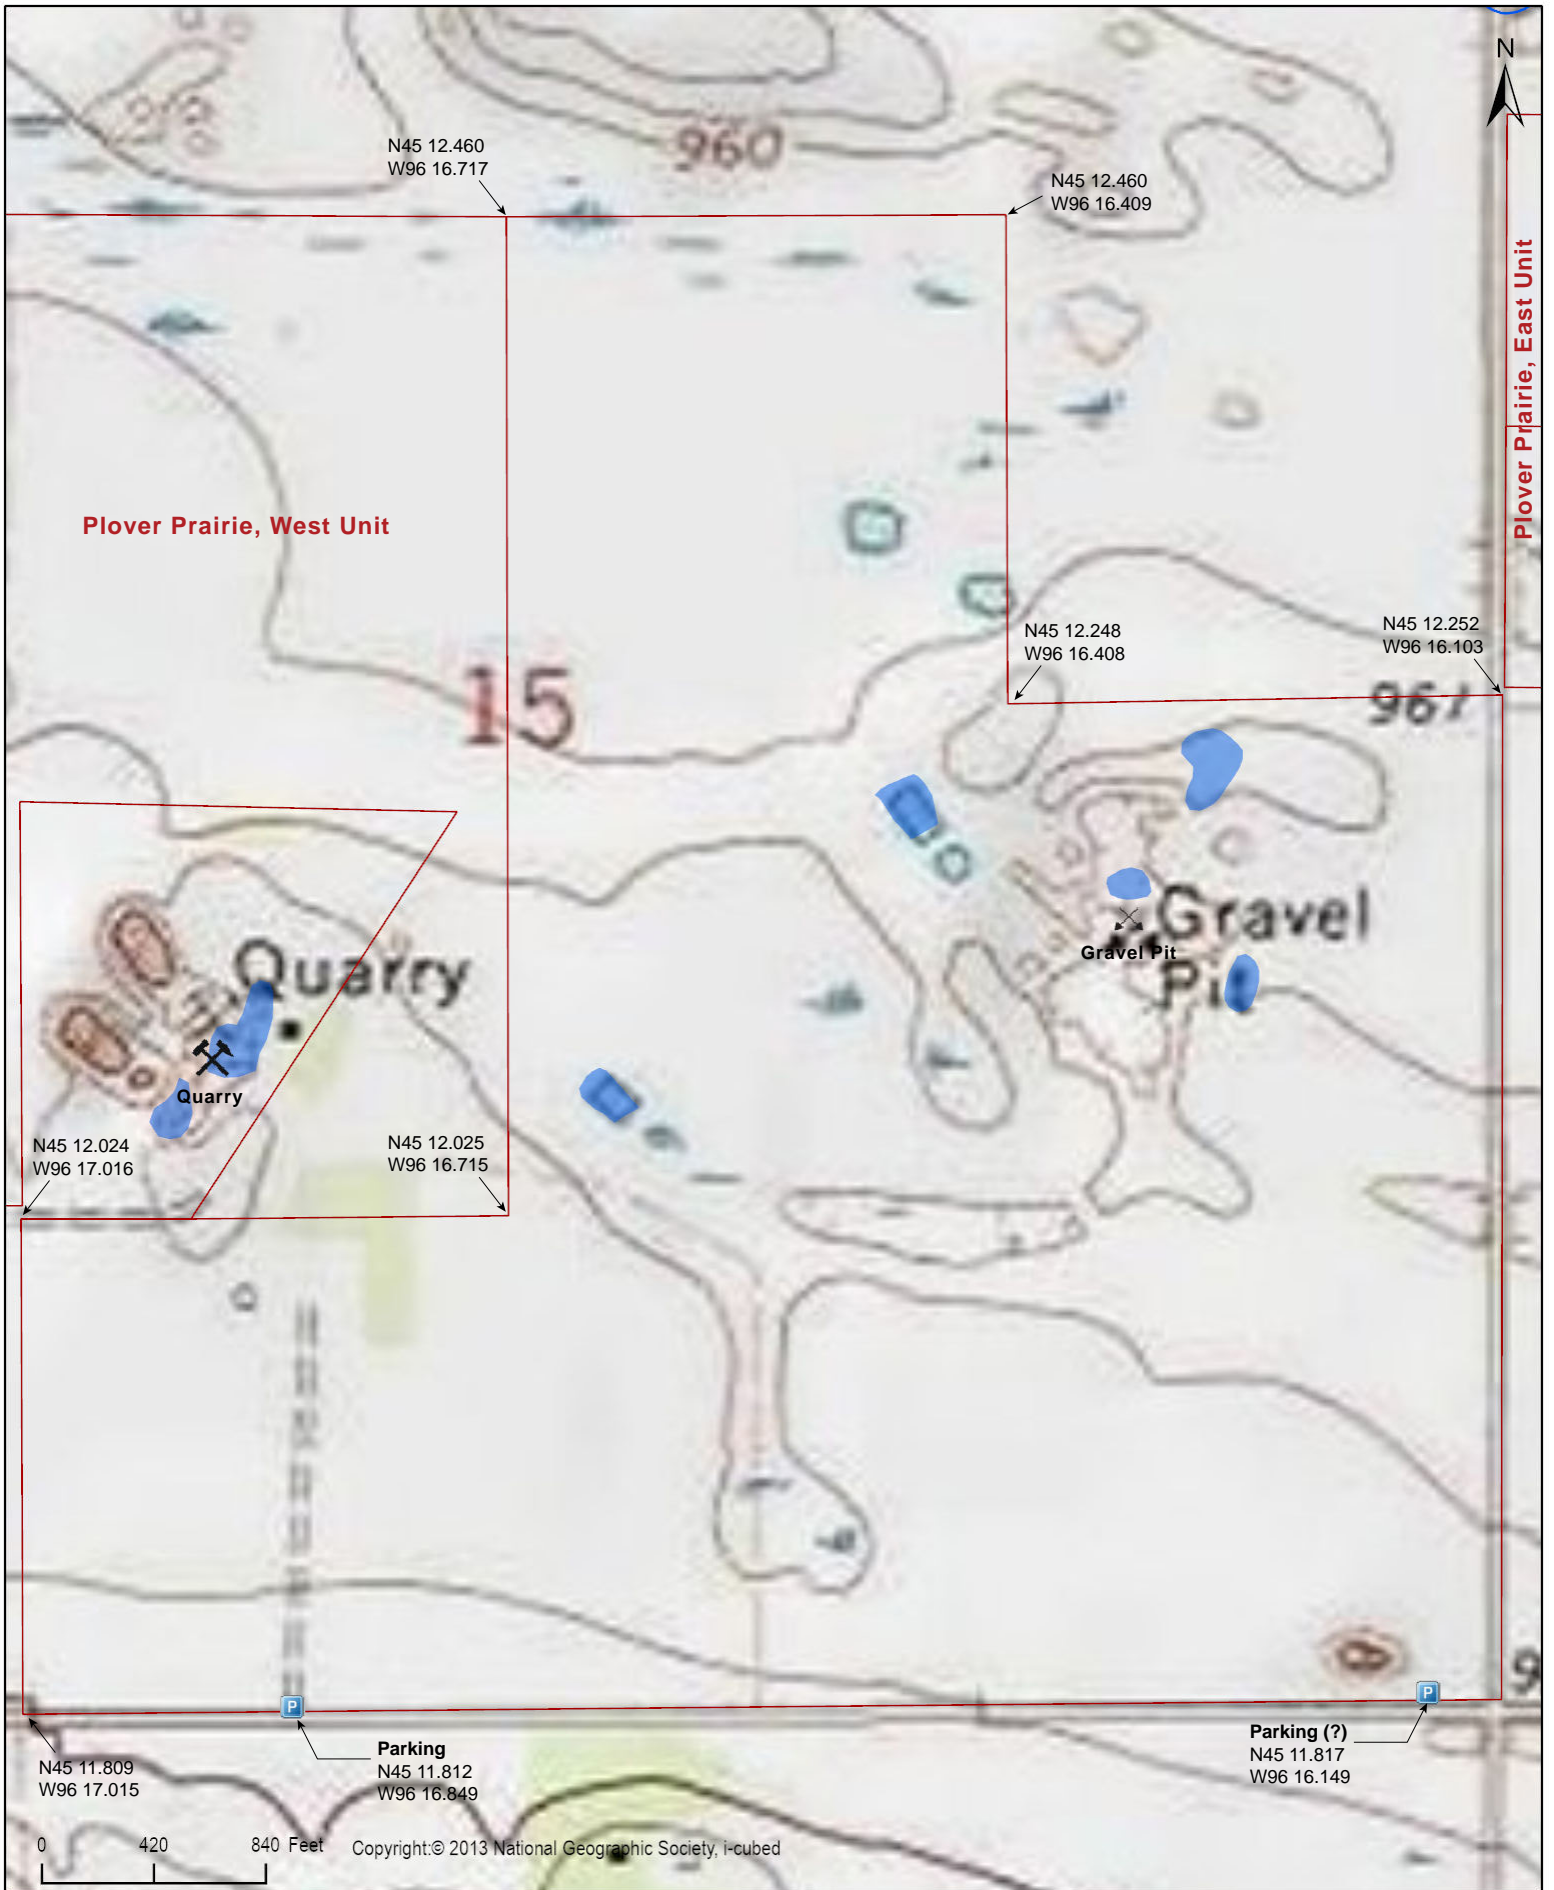 N
N45 12.460
W96 16.717
960
N45 12.460
W96 16.409
Plover Prairie, East Unit
Plover Prairie, West Unit
N45 12.248
W96 16.408
N45 12.252
W96 16.103
15
967
Gravel
Pit
Gravel Pit
Quarry
Quarry
N45 12.024
W96 17.016
N45 12.025
W96 16.715
P
P
9
Parking
N45 11.812
W96 16.849
Parking (?)
N45 11.817
W96 16.149
N45 11.809
W96 17.015
0 420 840 Feet
Copyright:© 2013 National Geographic Society, i-cubed